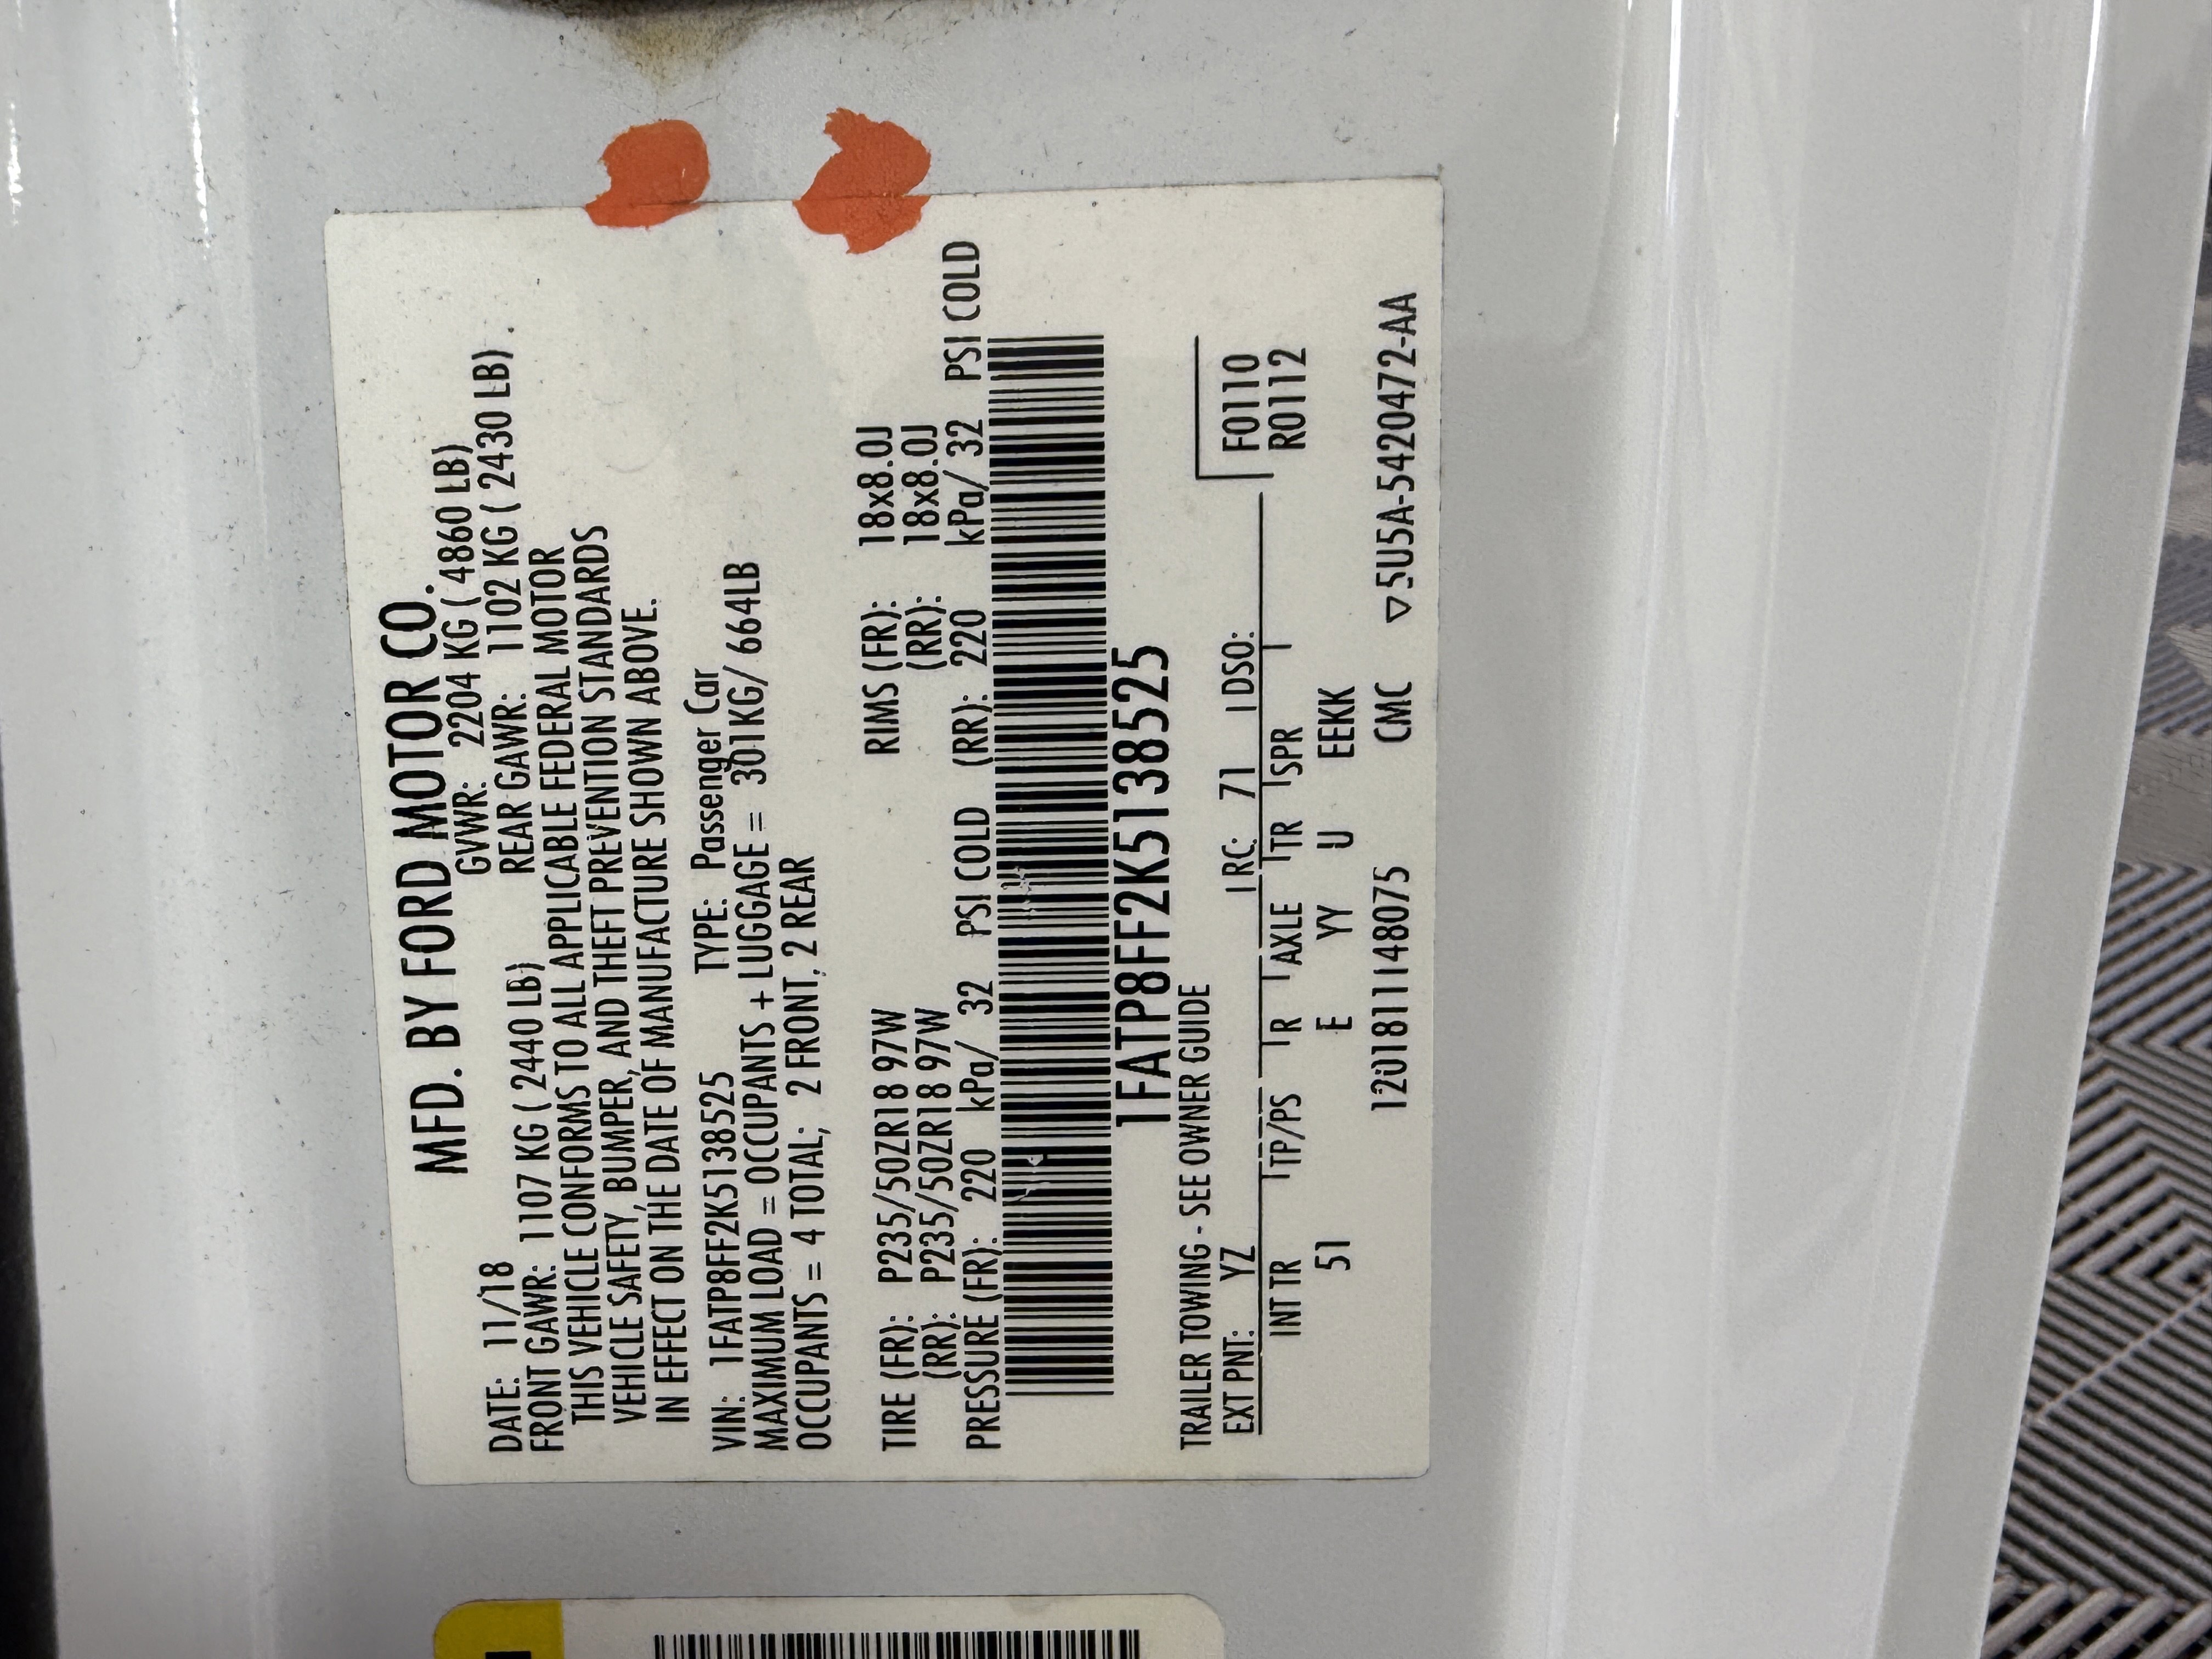 MFD. BY FORD MOTOR CO.
DATE: 11/18 GVWR: 2204 KG ( 4860 LB)
FRONT GAWR: 1107 KG ( 2440 LB) REAR GAWR: 1102 KG ( 2430 LB).
THIS VEHICLE CONFORMS TO ALL APPLICABLE FEDERAL MOTOR
VEHICLE SAFETY, BUMPER, AND THEFT PREVENTION STANDARDS
IN EFFECT ON THE DATE OF MANUFACTURE SHOWN ABOVE.
VIN: 1FATP8FF2K5138525 TYPE: Passenger Car
MAXIMUM LOAD = OCCUPANTS + LUGGAGE = 301KG/ 664LB
OCCUPANTS = 4 TOTAL; 2 FRONT, 2 REAR
TIRE (FR): P235/50ZR18 97W RIMS (FR): 18x8.0J
(RR): P235/50ZR18 97W (RR): 18x8.0J
PRESSURE (FR): 220 kPa/ 32 PSI COLD (RR): 220 kPa/ 32 PSI COLD
1FATP8FF2K5138525
TRAILER TOWING - SEE OWNER GUIDE
EXT PNT: YZ RC: 71 DSO: F0110
INT TR TP/PS R AXLE TR SPR R0112
51 E YY U EEKK
12018111148075 CMC ▽5U5A-5420472-AA